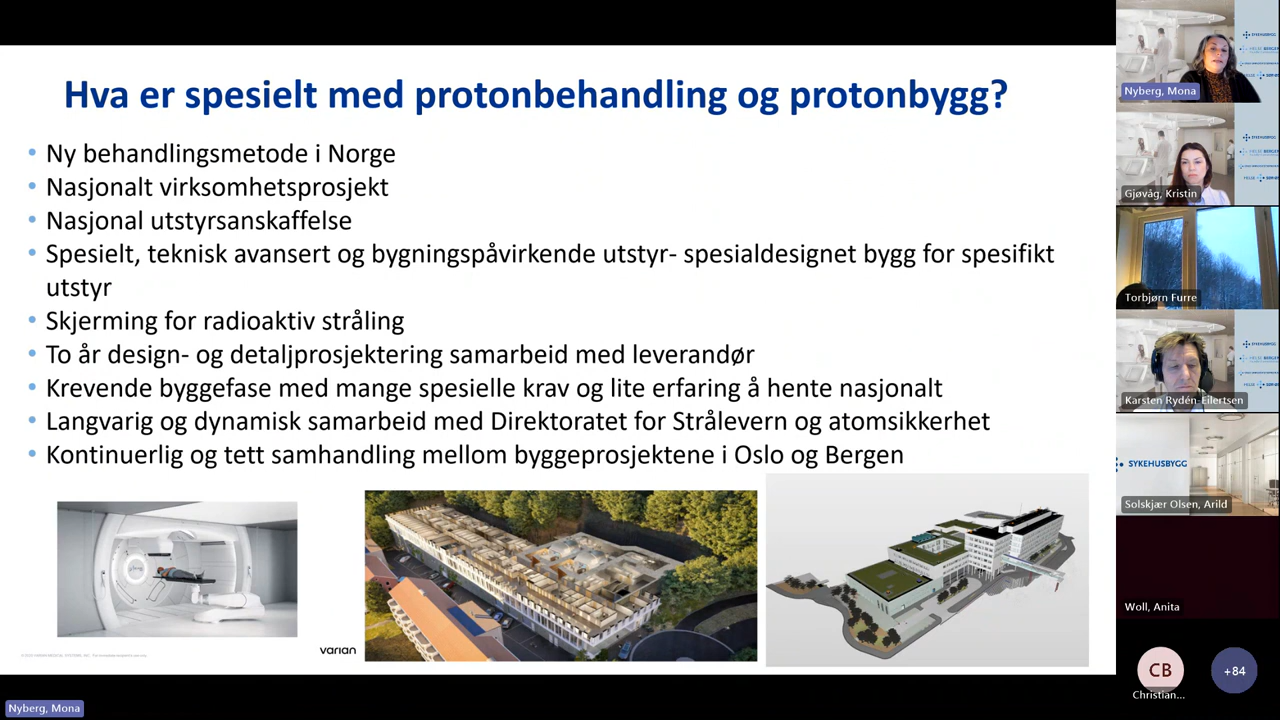 Hva er spesielt med protonbehandling og protonbygg?
• Ny behandlingsmetode i Norge
• Nasjonalt virksomhetsprosjekt
• Nasjonal utstyrsanskaffelse
• Spesielt, teknisk avansert og bygningspåvirkende utstyr- spesialdesignet bygg for spesifikt
utstyr
• Skjerming for radioaktiv stråling
• To år design- og detaljprosjektering samarbeid med leverandør
• Krevende byggefase med mange spesielle krav og lite erfaring å hente nasjonalt
• Langvarig og dynamisk samarbeid med Direktoratet for Strålevern og atomsikkerhet
• Kontinuerlig og tett samhandling mellom byggeprosjektene i Oslo og Bergen
varian
Nyberg, Mona
Nyberg, Mona
Gjøvåg, Kristin
Torbjørn Furre
Karsten Rydén-Eilertsen
SYKEHUSBYGG
Solskjær Olsen, Arild
Woll, Anita
CB
Christian...
+84